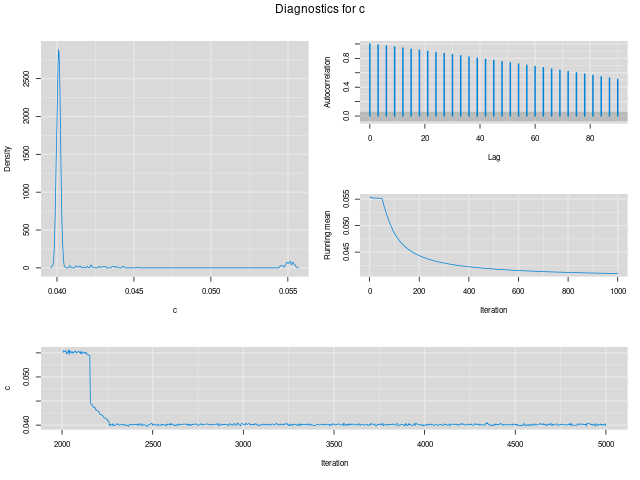 Diagnostics for c
Density
0 500 1000 1500 2000 2500
0.040 0.045 0.050 0.055
c
Autocorrelation
0.0 0.4 0.8
0 20 40 60 80
Lag
Running mean
0.045 0.050 0.055
0 200 400 600 800 1000
Iteration
c
0.040 0.050
2000 2500 3000 3500 4000 4500 5000
Iteration